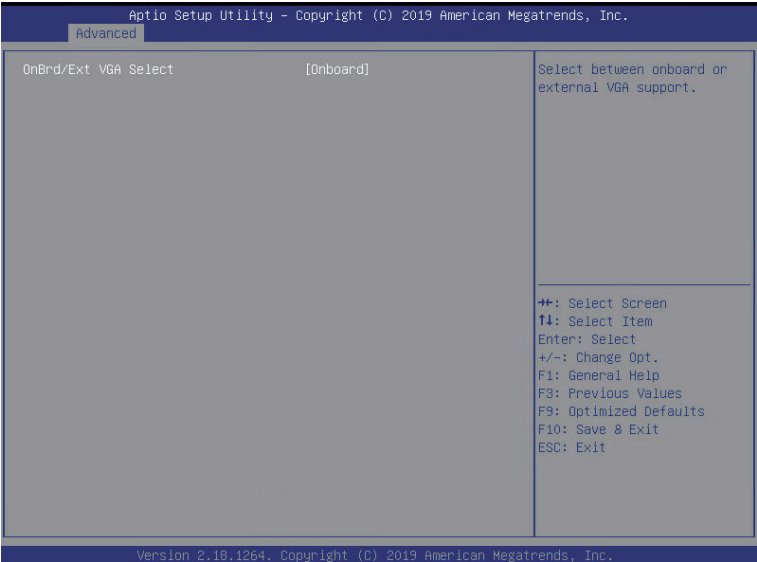 Aptio Setup Utility – Copyright (C) 2019 American Megatrends, Inc.
Advanced
OnBrd/Ext VGA Select [Onboard]
Select between onboard or
external VGA support.
→←: Select Screen
↑↓: Select Item
Enter: Select
+/-: Change Opt.
F1: General Help
F3: Previous Values
F9: Optimized Defaults
F10: Save & Exit
ESC: Exit
Version 2.18.1264. Copyright (C) 2019 American Megatrends, Inc.